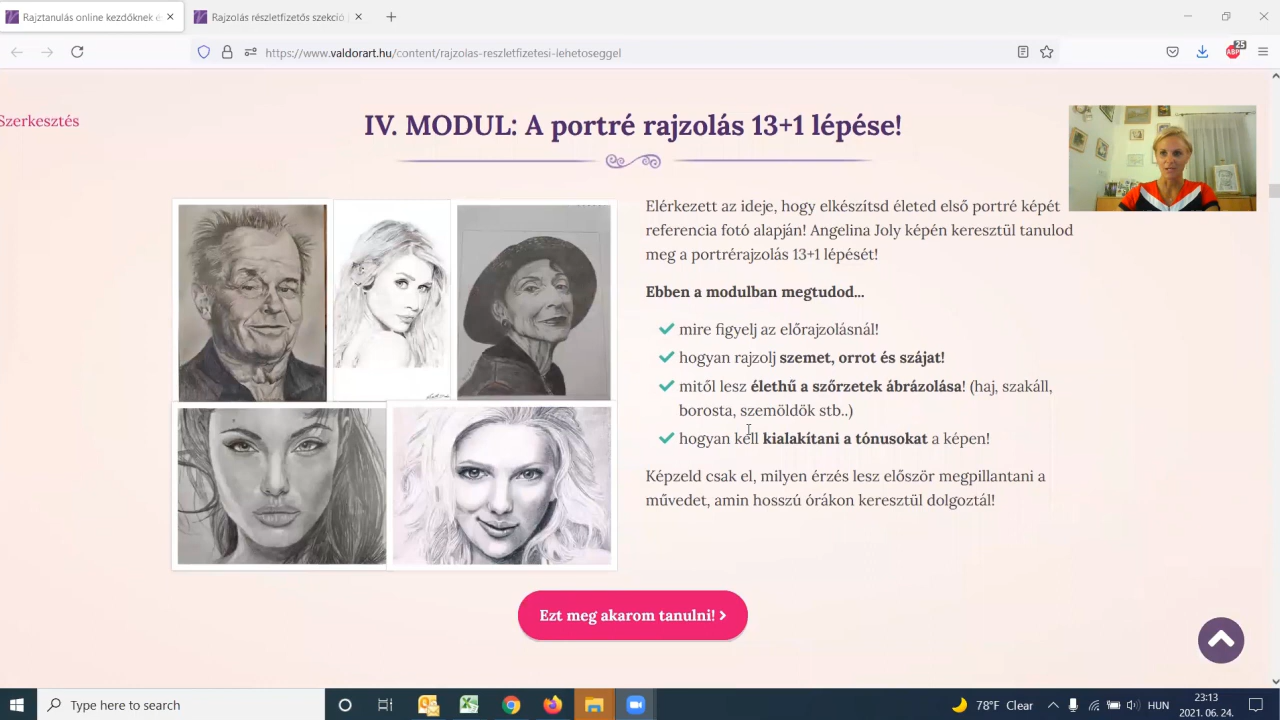 Rajztanulás online kezdőknek é
Rajzolás részletfizetős szekció |
https://www.valdorart.hu/content/rajzolas-reszletfizetesi-lehetoseggel
ABP
25
Szerkesztés
IV. MODUL: A portré rajzolás 13+1 lépése!
Elérkezett az ideje, hogy elkészítsd életed első portré képét
referencia fotó alapján! Angelina Joly képén keresztül tanulod
meg a portrérajzolás 13+1 lépését!
Ebben a modulban megtudod...
mire figyelj az előrajzolásnál!
hogyan rajzolj szemet, orrot és szájat!
mitől lesz élethű a szőrzetek ábrázolása! (haj, szakáll,
borosta, szemöldök stb..)
hogyan kell kialakítani a tónusokat a képen!
Képzeld csak el, milyen érzés lesz először megpillantani a
művedet, amin hosszú órákon keresztül dolgoztál!
Ezt meg akarom tanulni!
Type here to search
78°F Clear
HUN
23:13
2021. 06. 24.